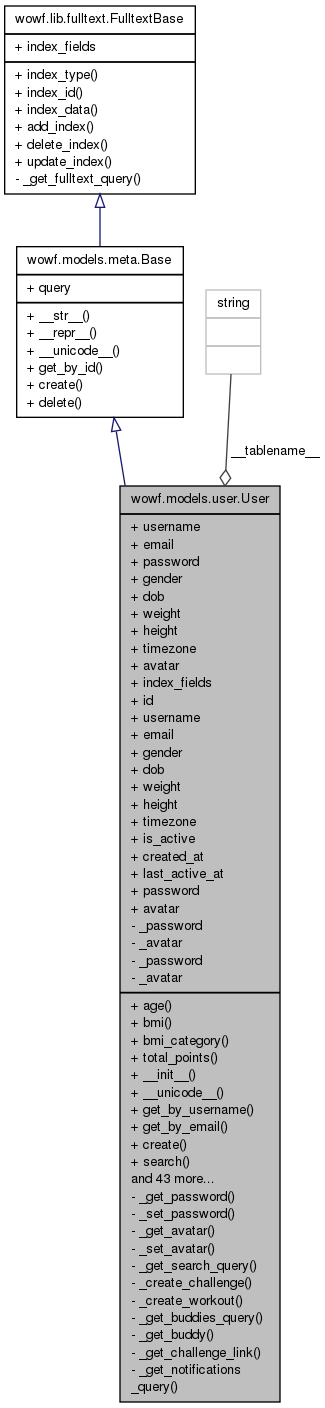 wowf.lib.fulltext.FulltextBase
+ index_fields
+ index_type()
+ index_id()
+ index_data()
+ add_index()
+ delete_index()
+ update_index()
- _get_fulltext_query()
wowf.models.meta.Base
+ query
+ __str__()
+ __repr__()
+ __unicode__()
+ get_by_id()
+ create()
+ delete()
string
__tablename__
wowf.models.user.User
+ username
+ email
+ password
+ gender
+ dob
+ weight
+ height
+ timezone
+ avatar
+ index_fields
+ id
+ username
+ email
+ gender
+ dob
+ weight
+ height
+ timezone
+ is_active
+ created_at
+ last_active_at
+ password
+ avatar
- _password
- _avatar
- _password
- _avatar
+ age()
+ bmi()
+ bmi_category()
+ total_points()
+ __init__()
+ __unicode__()
+ get_by_username()
+ get_by_email()
+ create()
+ search()
and 43 more...
- _get_password()
- _set_password()
- _get_avatar()
- _set_avatar()
- _get_search_query()
- _create_challenge()
- _create_workout()
- _get_buddies_query()
- _get_buddy()
- _get_challenge_link()
- _get_notifications
_query()